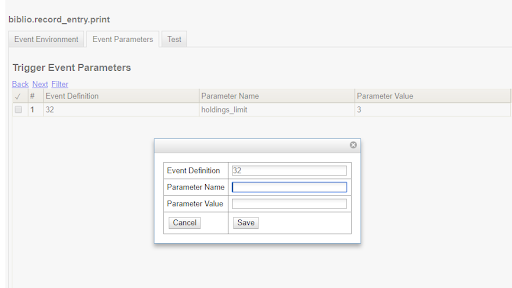 biblio.record_entry.print
Event Environment Event Parameters Test
Trigger Event Parameters
Back Next Filter
✓ # Event Definition Parameter Name Parameter Value
1 32 holdings_limit 3
Event Definition 32
Parameter Name
Parameter Value
Cancel Save